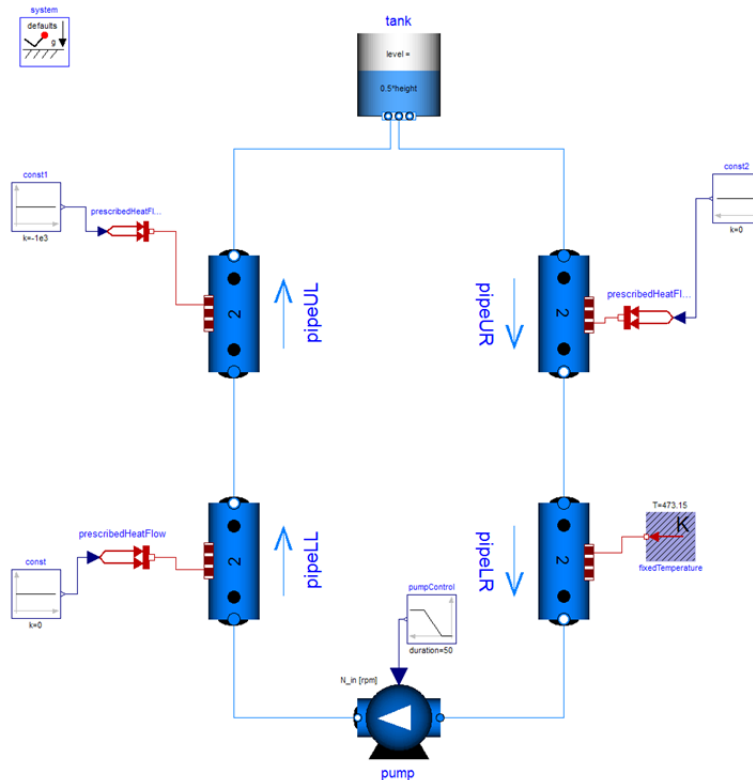 system
defaults
g
tank
level =
0.5*height
const1
k=-1e3
prescribedHeatFl...
2
pipeUL
pipeUR
2
prescribedHeatFl...
const2
k=0
const
k=0
prescribedHeatFlow
2
pipeLL
pipeLR
2
T=473.15
K
fixedTemperature
pumpControl
duration=50
N_in [rpm]
pump